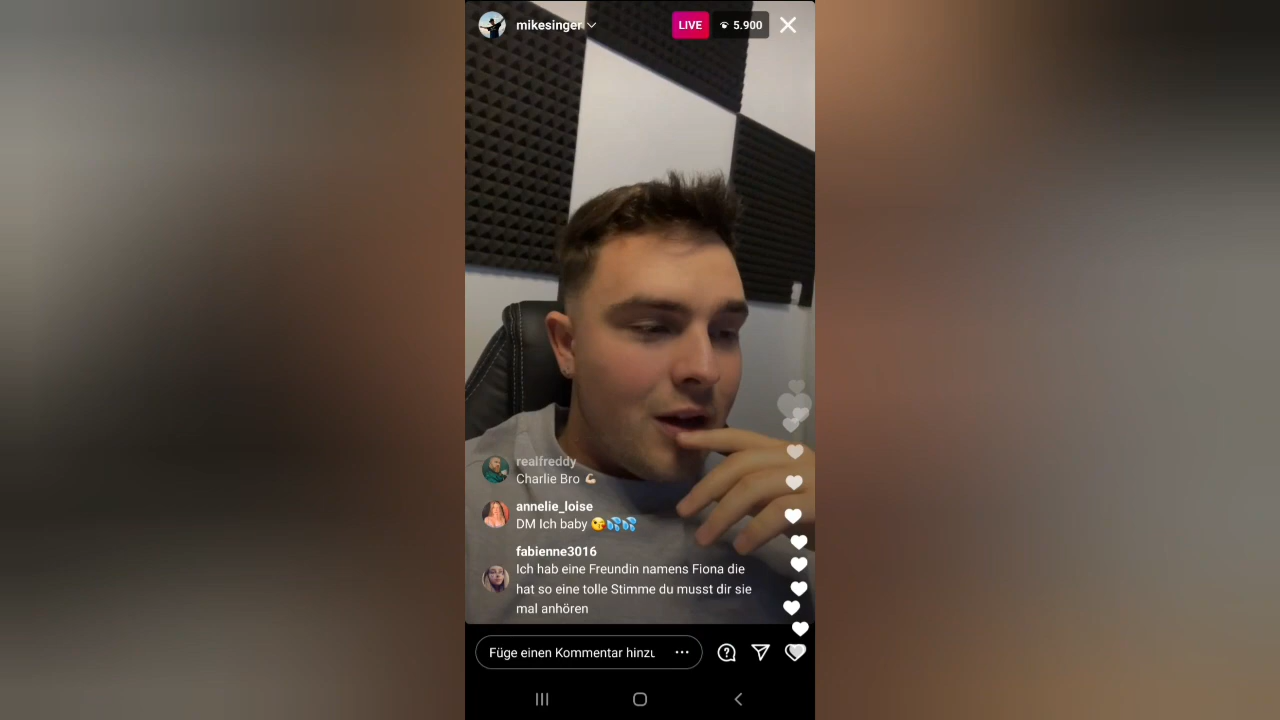 mikesinger
LIVE
5.900
realfreddy
Charlie Bro 💪🏻
annelie_loise
DM Ich baby 😘💦💦
fabienne3016
Ich hab eine Freundin namens Fiona die
hat so eine tolle Stimme du musst dir sie
mal anhören
Füge einen Kommentar hinzu